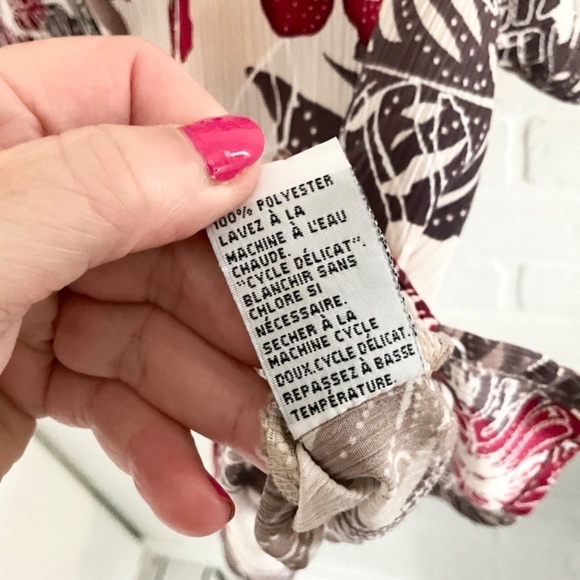 100% POLYESTER
LAVEZ À LA
MACHINE À L'EAU
CHAUDE.
"CYCLE DÉLICAT".
BLANCHIR SANS
CHLORE SI
NÉCESSAIRE.
SECHER À LA
MACHINE CYCLE
DOUX.CYCLE DÉLICAT.
REPASSEZ À BASSE
TEMPÉRATURE.